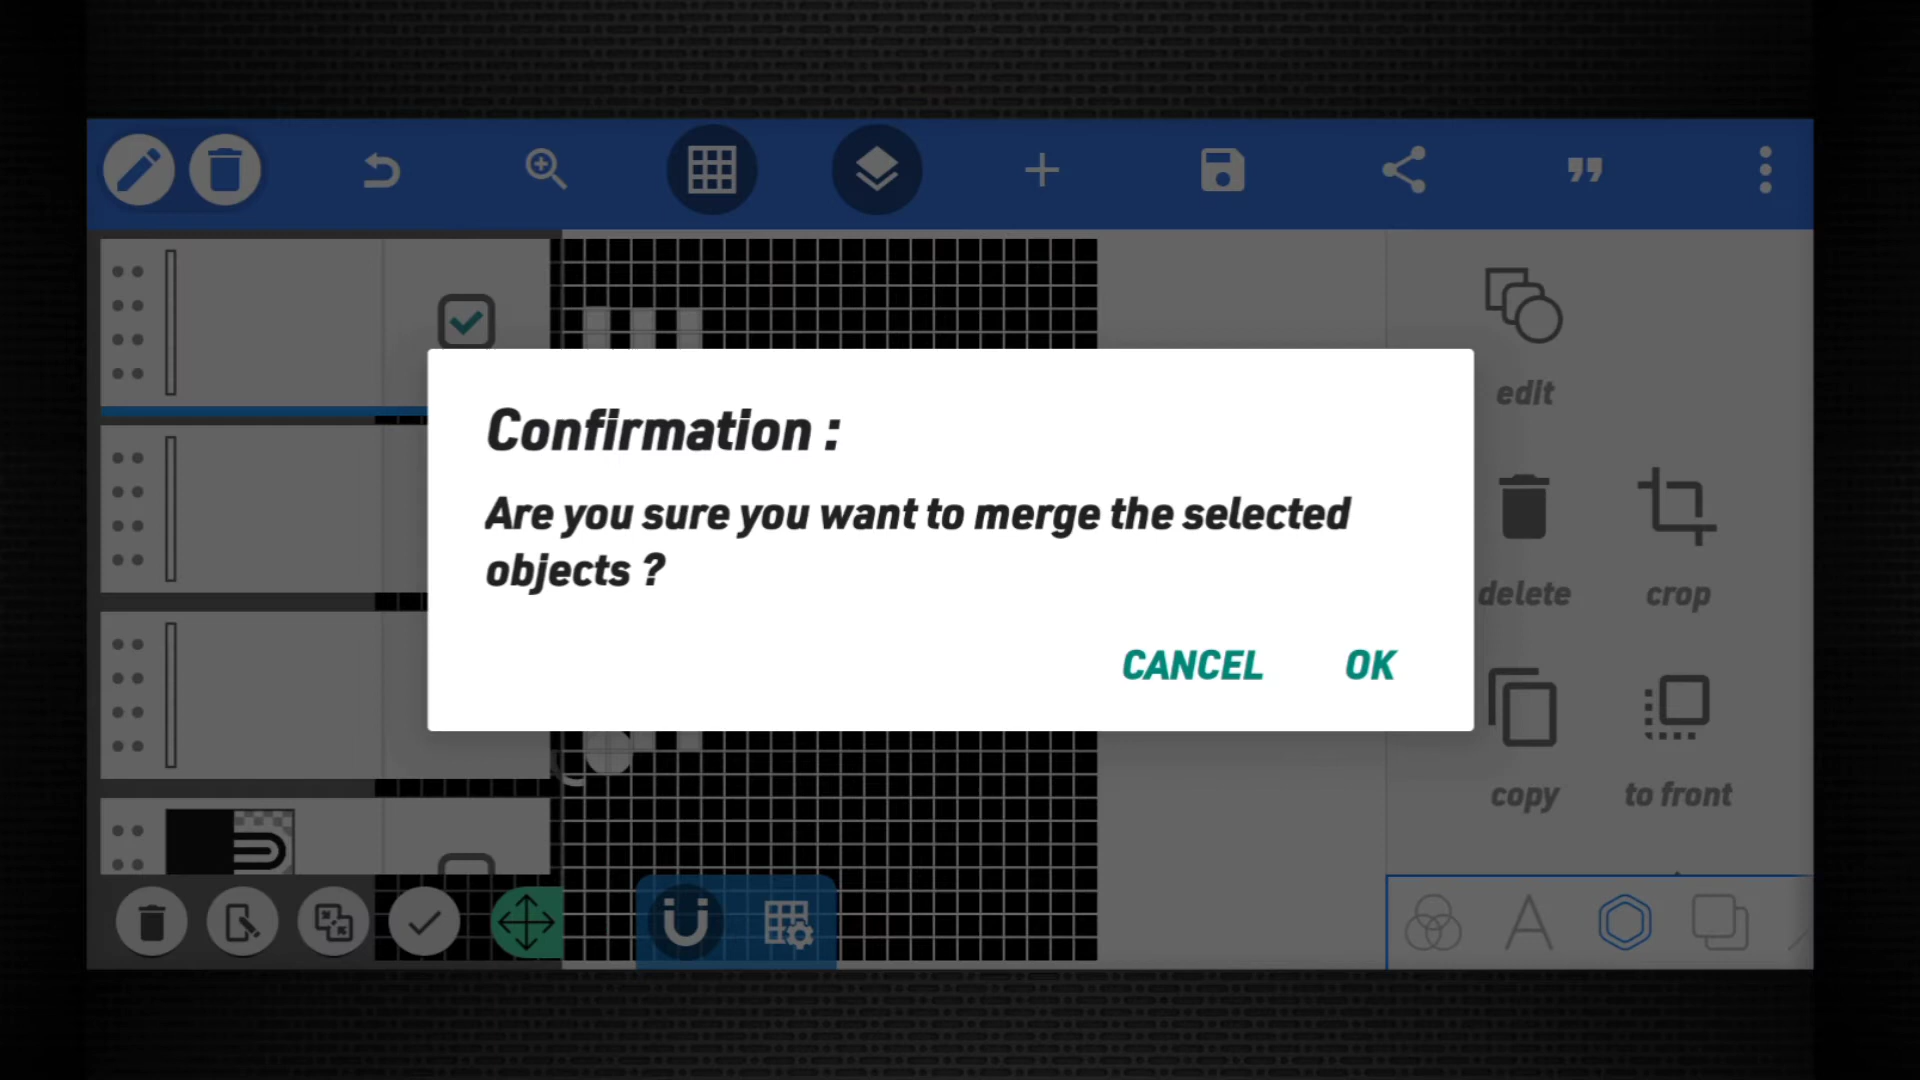 Confirmation :
Are you sure you want to merge the selected
objects ?
CANCEL OK
edit
delete crop
copy to front